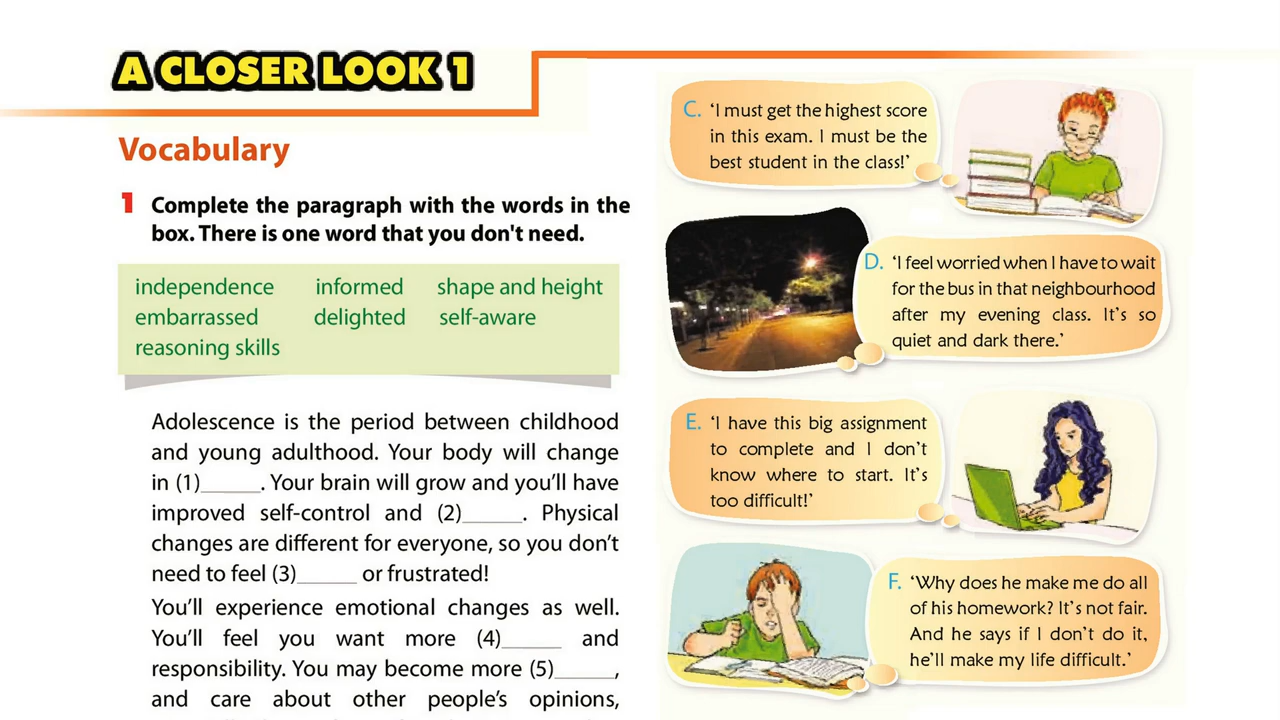 A CLOSER LOOK 1
Vocabulary
1 Complete the paragraph with the words in the
box. There is one word that you don't need.
independence informed shape and height
embarrassed delighted self-aware
reasoning skills
Adolescence is the period between childhood
and young adulthood. Your body will change
in (1)______. Your brain will grow and you’ll have
improved self-control and (2)______. Physical
changes are different for everyone, so you don’t
need to feel (3)______ or frustrated!
You’ll experience emotional changes as well.
You’ll feel you want more (4)______ and
responsibility. You may become more (5)______,
and care about other people’s opinions,
C. ‘I must get the highest score
in this exam. I must be the
best student in the class!’
D. ‘I feel worried when I have to wait
for the bus in that neighbourhood
after my evening class. It’s so
quiet and dark there.’
E. ‘I have this big assignment
to complete and I don’t
know where to start. It’s
too difficult!’
F. ‘Why does he make me do all
of his homework? It’s not fair.
And he says if I don’t do it,
he’ll make my life difficult.’